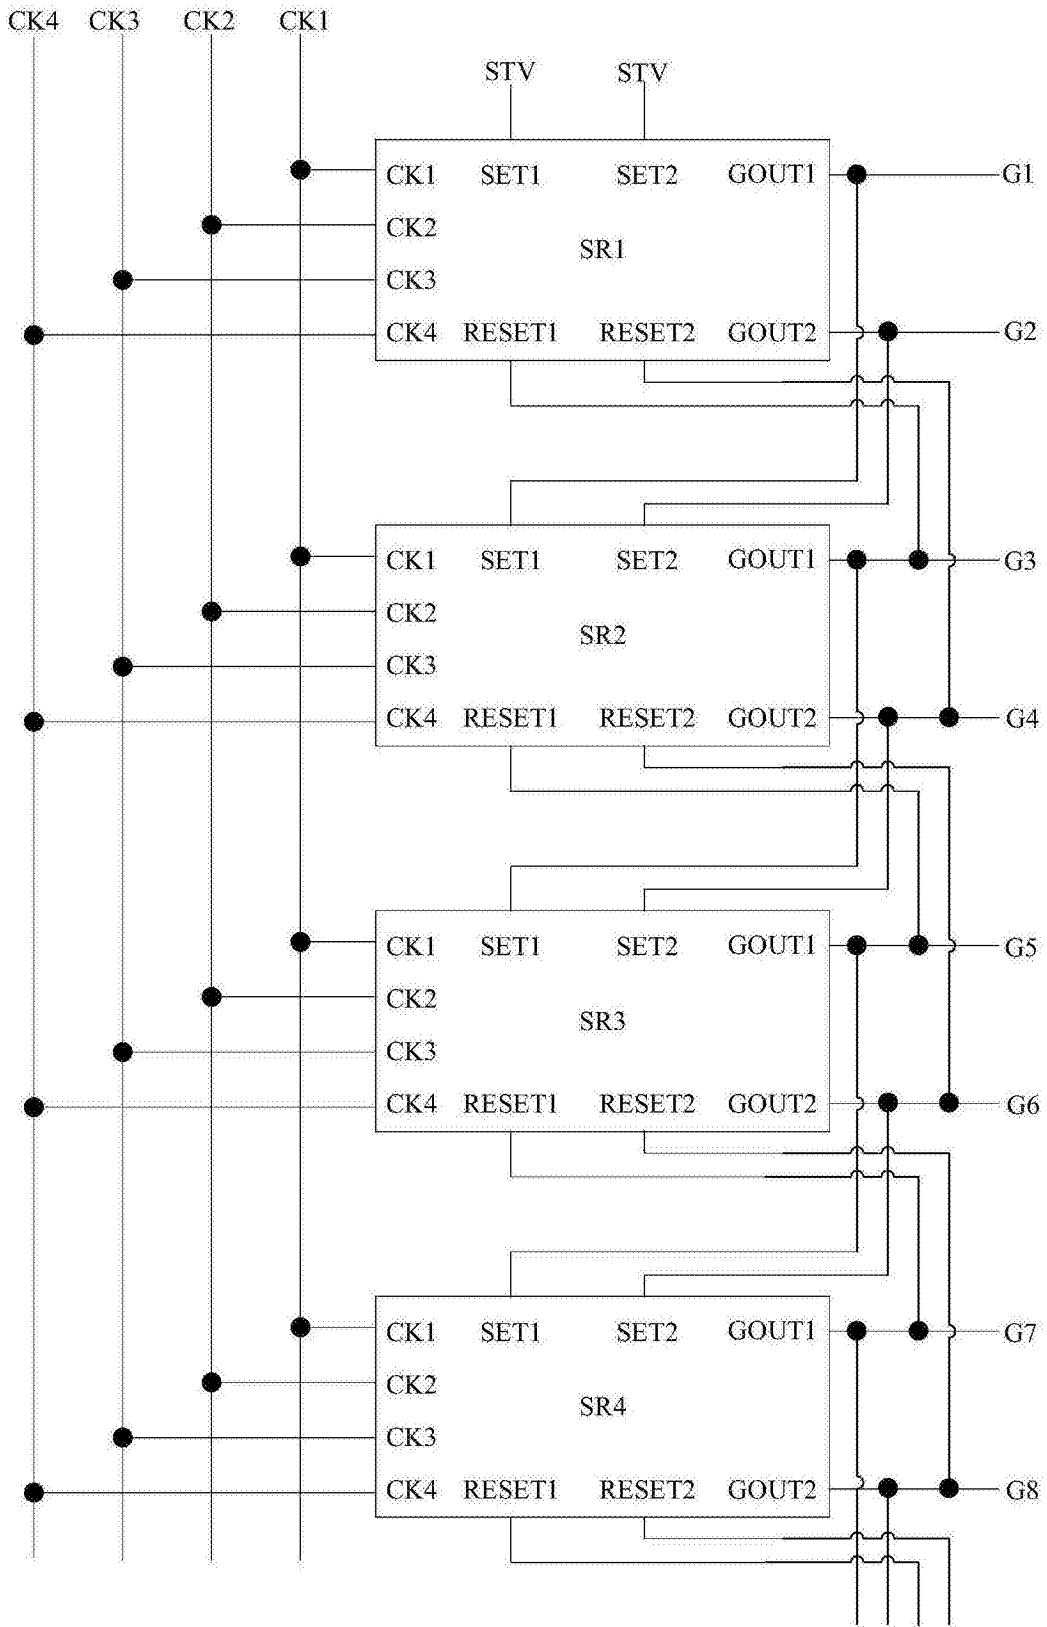 CK4 CK3 CK2 CK1
STV STV
CK1 SET1 SET2 GOUT1 G1
CK2
SR1
CK3
CK4 RESET1 RESET2 GOUT2 G2
CK1 SET1 SET2 GOUT1 G3
CK2
SR2
CK3
CK4 RESET1 RESET2 GOUT2 G4
CK1 SET1 SET2 GOUT1 G5
CK2
SR3
CK3
CK4 RESET1 RESET2 GOUT2 G6
CK1 SET1 SET2 GOUT1 G7
CK2
SR4
CK3
CK4 RESET1 RESET2 GOUT2 G8